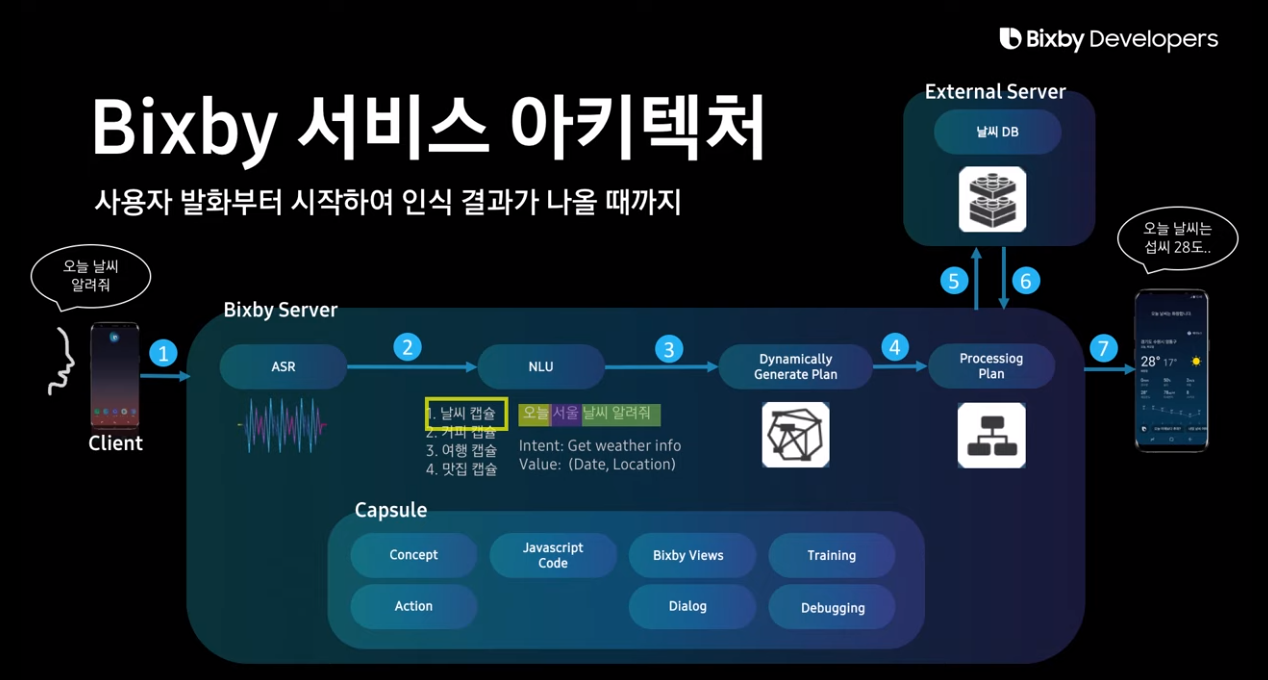 Bixby Developers
Bixby 서비스 아키텍처
사용자 발화부터 시작하여 인식 결과가 나올 때까지
External Server
날씨 DB
오늘 날씨
알려줘
오늘 날씨는
섭씨 28도..
5
6
Bixby Server
1
2
3
4
7
ASR
NLU
Dynamically
Generate Plan
Processiog
Plan
Client
1. 날씨 캡슐
2. 커피 캡슐
3. 여행 캡슐
4. 맛집 캡슐
오늘 서울 날씨 알려줘
Intent: Get weather info
Value: (Date, Location)
28° 17°
Capsule
Concept
Javascript
Code
Bixby Views
Training
Action
Dialog
Debugging